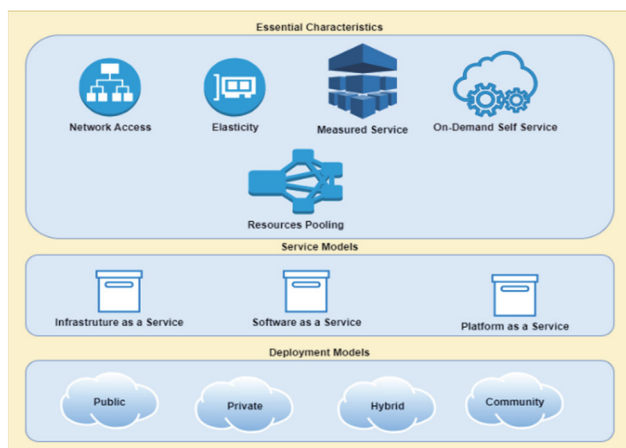 Essential Characteristics
Network Access
Elasticity
Measured Service
On-Demand Self Service
Resources Pooling
Service Models
Infrastruture as a Service
Software as a Service
Platform as a Service
Deployment Models
Public
Private
Hybrid
Community